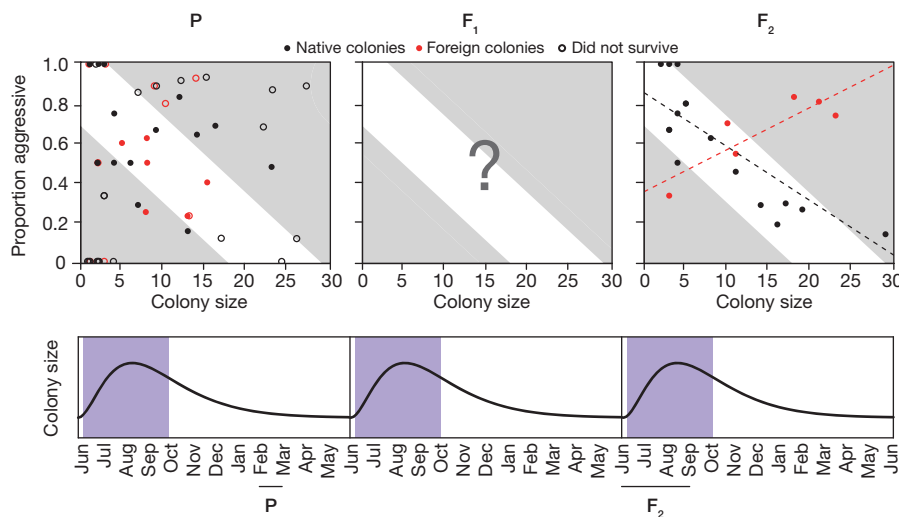 P F₁ F₂
Native colonies Foreign colonies Did not survive
Proportion aggressive
1.0
0.8
0.6
0.4
0.2
0
0 5 10 15 20 25 30
Colony size
?
0 5 10 15 20 25 30
Colony size
0 5 10 15 20 25 30
Colony size
Colony size
Jun Jul Aug Sep Oct Nov Dec Jan Feb Mar Apr May Jun Jul Aug Sep Oct Nov Dec Jan Feb Mar Apr May Jun Jul Aug Sep Oct Nov Dec Jan Feb Mar Apr May Jun
P F₂